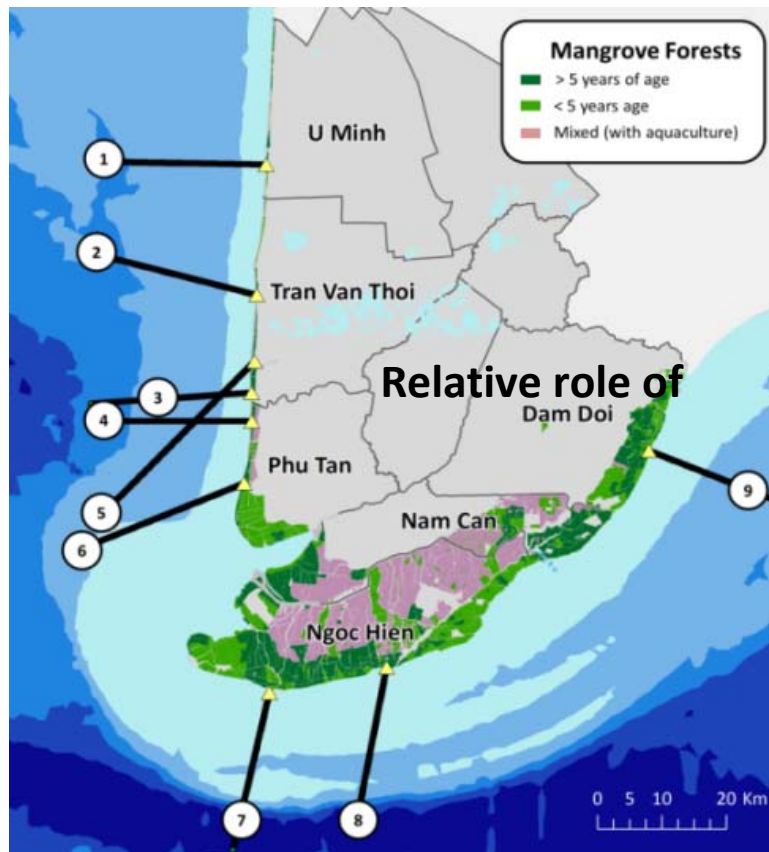 Mangrove Forests
> 5 years of age
< 5 years age
Mixed (with aquaculture)
U Minh
1
2
Tran Van Thoi
Relative role of
3
4
Dam Doi
Phu Tan
9
5
Nam Can
6
Ngoc Hien
0 5 10 20 Km
7
8